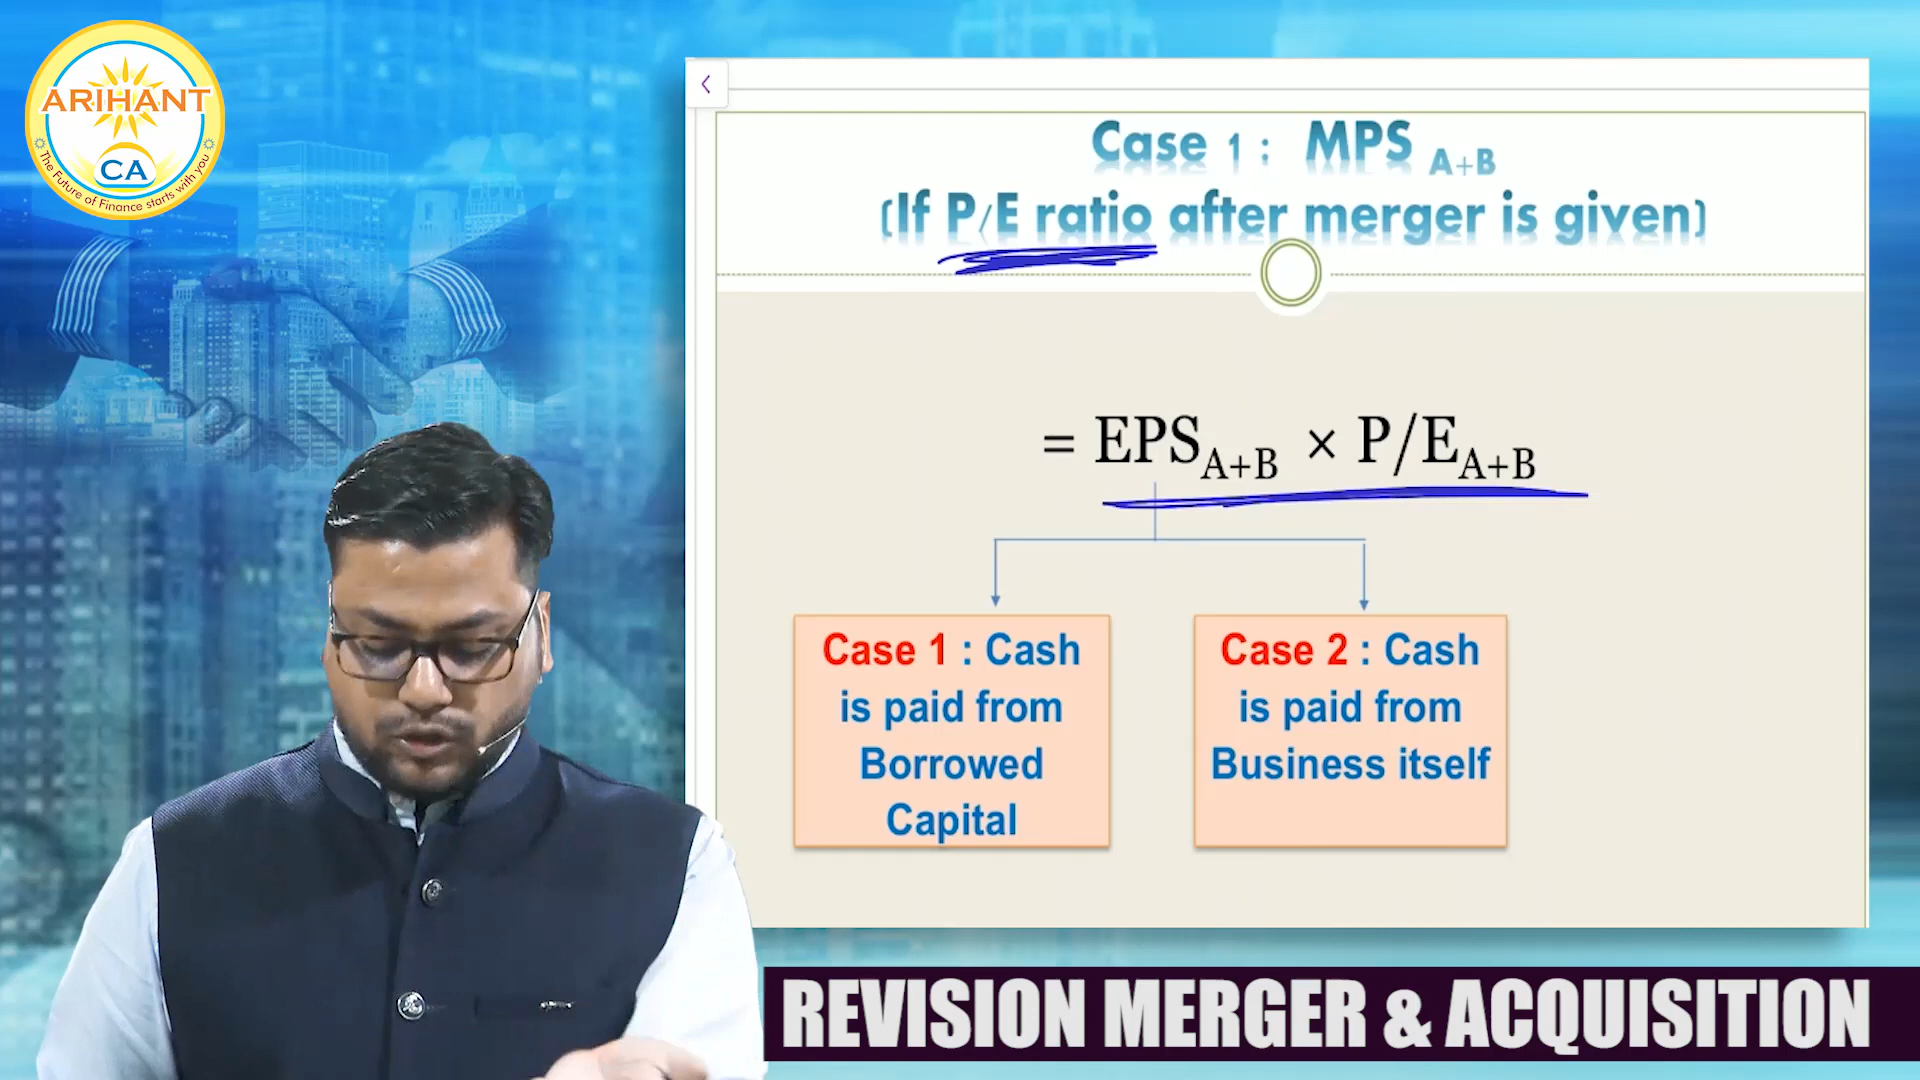 ARIHANT
CA
The Future of Finance starts with you
Case 1 : MPS A+B
(If P/E ratio after merger is given)
= EPSA+B × P/EA+B
Case 1 : Cash
is paid from
Borrowed
Capital
Case 2 : Cash
is paid from
Business itself
REVISION MERGER & ACQUISITION